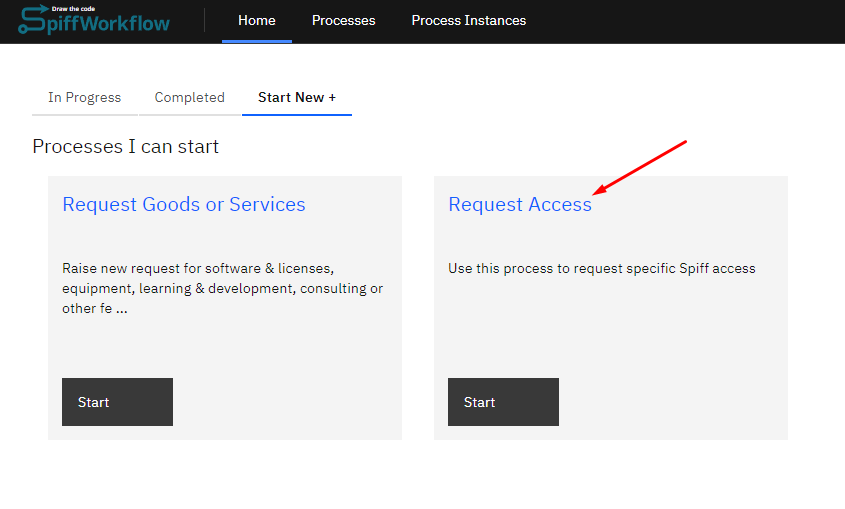 Draw the code
SpiffWorkflow
Home
Processes
Process Instances
In Progress
Completed
Start New +
Processes I can start
Request Goods or Services
Raise new request for software & licenses,
equipment, learning & development, consulting or
other fe ...
Start
Request Access
Use this process to request specific Spiff access
Start